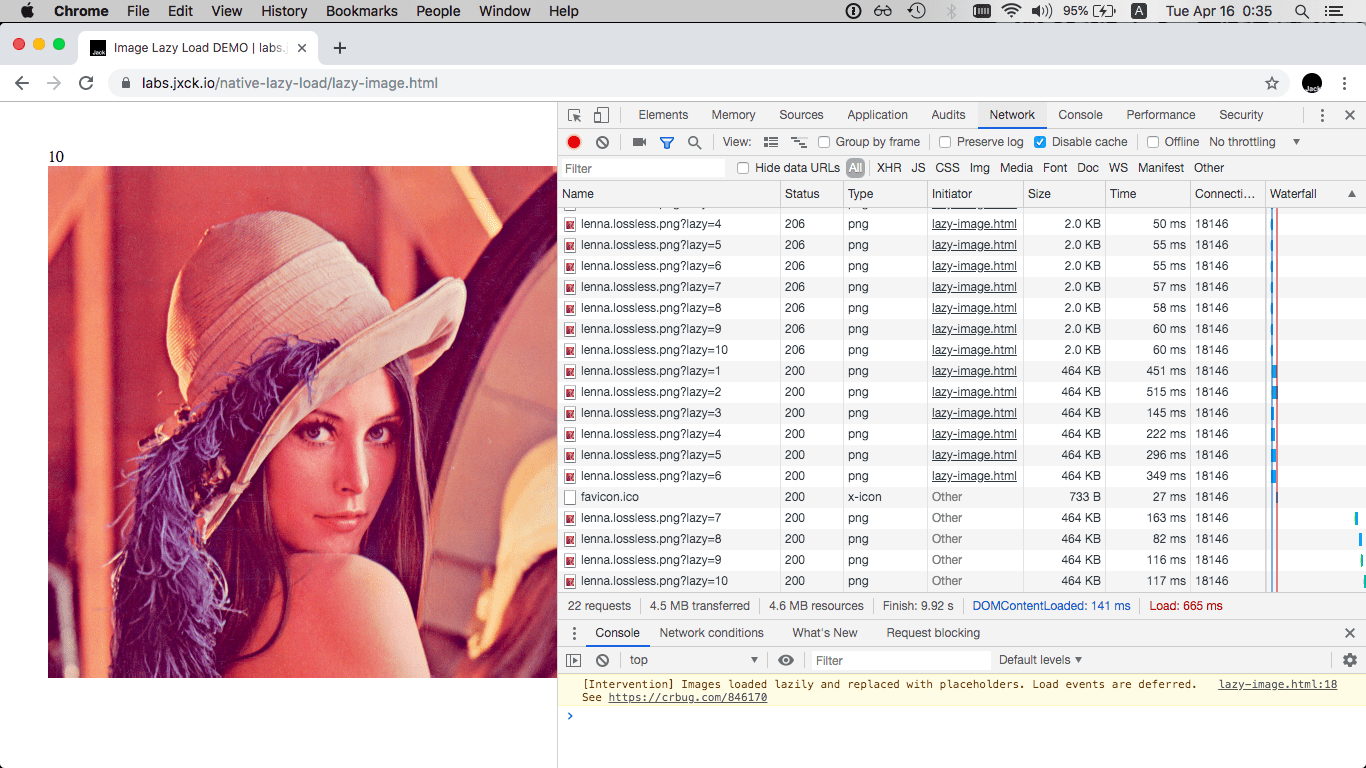 Chrome File Edit View History Bookmarks People Window Help 95% A Tue Apr 16 0:35
Jack Image Lazy Load DEMO | labs.
labs.jxck.io/native-lazy-load/lazy-image.html Jack
Elements Memory Sources Application Audits Network Console Performance Security
View: Group by frame Preserve log Disable cache Offline No throttling
Filter Hide data URLs All XHR JS CSS Img Media Font Doc WS Manifest Other
Name Status Type Initiator Size Time Connecti... Waterfall
lenna.lossless.png?lazy=4 206 png lazy-image.html 2.0 KB 50 ms 18146
lenna.lossless.png?lazy=5 206 png lazy-image.html 2.0 KB 55 ms 18146
lenna.lossless.png?lazy=6 206 png lazy-image.html 2.0 KB 55 ms 18146
lenna.lossless.png?lazy=7 206 png lazy-image.html 2.0 KB 57 ms 18146
lenna.lossless.png?lazy=8 206 png lazy-image.html 2.0 KB 58 ms 18146
lenna.lossless.png?lazy=9 206 png lazy-image.html 2.0 KB 60 ms 18146
lenna.lossless.png?lazy=10 206 png lazy-image.html 2.0 KB 60 ms 18146
lenna.lossless.png?lazy=1 200 png lazy-image.html 464 KB 451 ms 18146
lenna.lossless.png?lazy=2 200 png lazy-image.html 464 KB 515 ms 18146
lenna.lossless.png?lazy=3 200 png lazy-image.html 464 KB 145 ms 18146
lenna.lossless.png?lazy=4 200 png lazy-image.html 464 KB 222 ms 18146
lenna.lossless.png?lazy=5 200 png lazy-image.html 464 KB 296 ms 18146
lenna.lossless.png?lazy=6 200 png lazy-image.html 464 KB 349 ms 18146
favicon.ico 200 x-icon Other 733 B 27 ms 18146
lenna.lossless.png?lazy=7 200 png Other 464 KB 163 ms 18146
lenna.lossless.png?lazy=8 200 png Other 464 KB 82 ms 18146
lenna.lossless.png?lazy=9 200 png Other 464 KB 116 ms 18146
lenna.lossless.png?lazy=10 200 png Other 464 KB 117 ms 18146
22 requests 4.5 MB transferred 4.6 MB resources Finish: 9.92 s DOMContentLoaded: 141 ms Load: 665 ms
Console Network conditions What's New Request blocking
top Filter Default levels
[Intervention] Images loaded lazily and replaced with placeholders. Load events are deferred. lazy-image.html:18
See https://crbug.com/846170
10